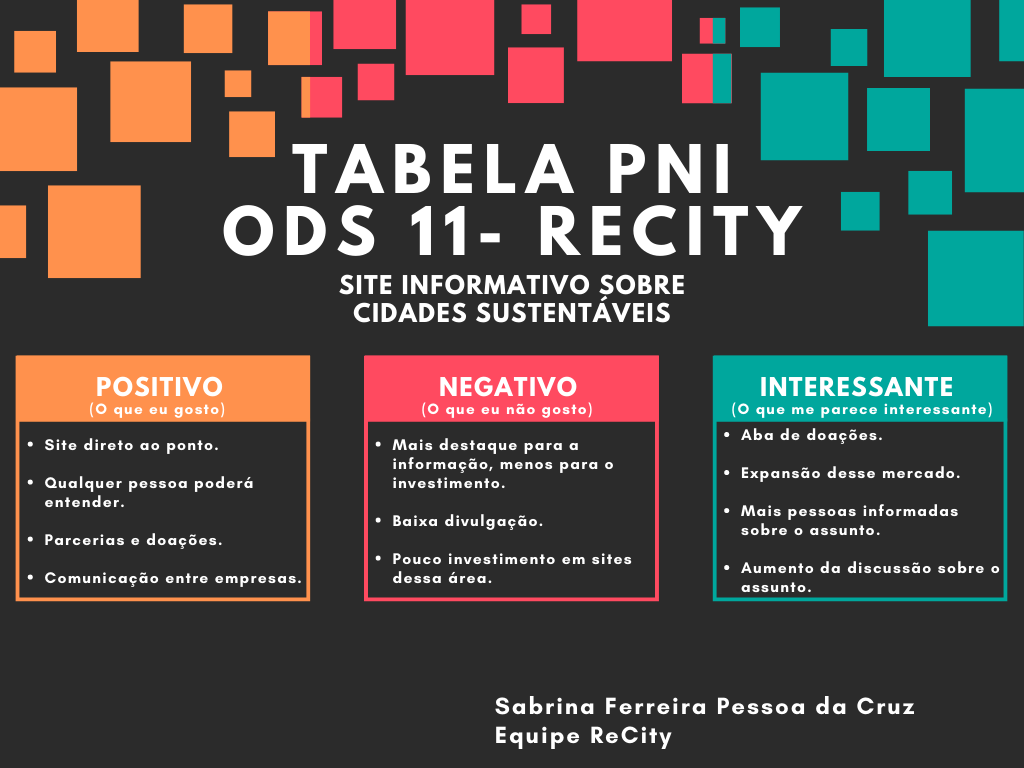 TABELA PNI
ODS 11- RECITY
SITE INFORMATIVO SOBRE
CIDADES SUSTENTÁVEIS
POSITIVO
(O que eu gosto)
• Site direto ao ponto.
• Qualquer pessoa poderá
entender.
• Parcerias e doações.
• Comunicação entre empresas.
NEGATIVO
(O que eu não gosto)
• Mais destaque para a
informação, menos para o
investimento.
• Baixa divulgação.
• Pouco investimento em sites
dessa área.
INTERESSANTE
(O que me parece interessante)
• Aba de doações.
• Expansão desse mercado.
• Mais pessoas informadas
sobre o assunto.
• Aumento da discussão sobre o
assunto.
Sabrina Ferreira Pessoa da Cruz
Equipe ReCity